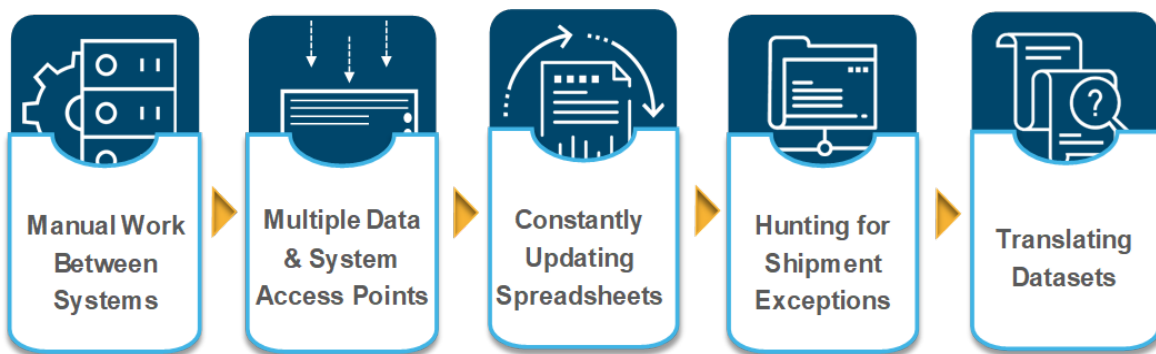 Manual Work
Between
Systems
Multiple Data
& System
Access Points
Constantly
Updating
Spreadsheets
Hunting for
Shipment
Exceptions
Translating
Datasets
?